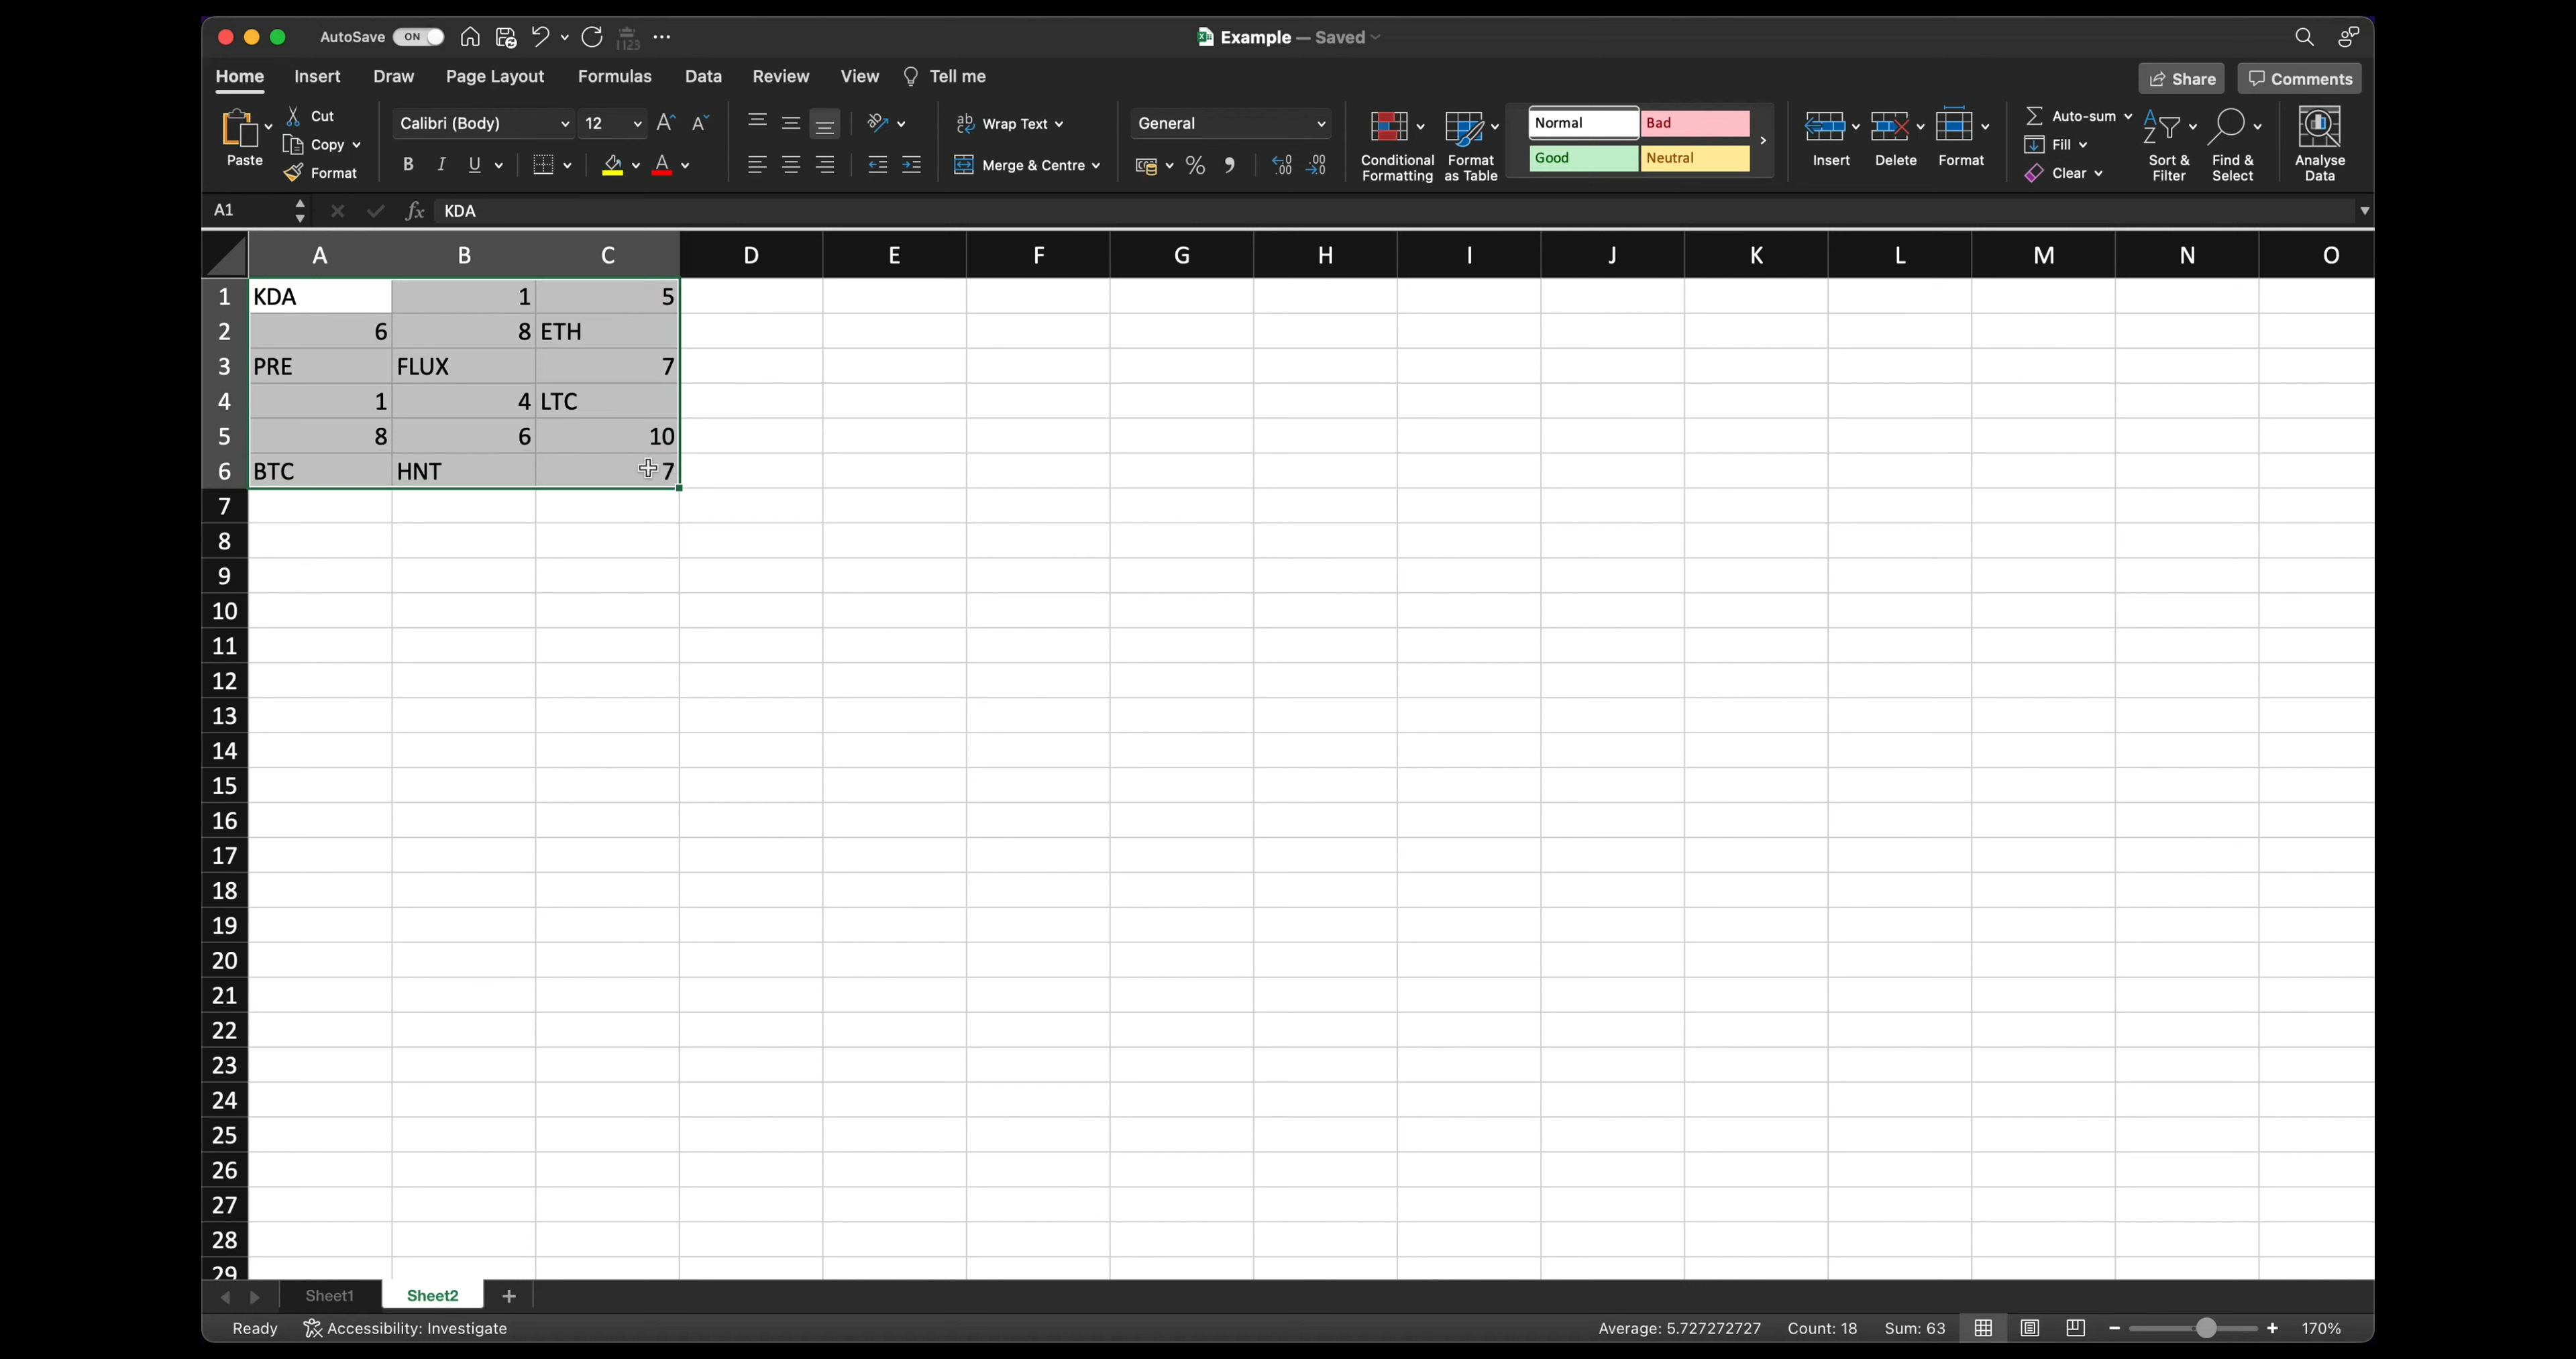 AutoSave ON Example — Saved
Home Insert Draw Page Layout Formulas Data Review View Tell me Share Comments
Paste Cut Copy Format
Calibri (Body) 12 A A
B I U A
ab Wrap Text
Merge & Centre
General
% 9 .00 .00
Conditional Formatting
Format as Table
Normal Bad
Good Neutral
Insert Delete Format
Auto-sum
Fill
Clear
Sort & Filter
Find & Select
Analyse Data
A1 fx KDA
A B C D E F G H I J K L M N O
1 KDA 1 5
2 6 8 ETH
3 PRE FLUX 7
4 1 4 LTC
5 8 6 10
6 BTC HNT 7
7
8
9
10
11
12
13
14
15
16
17
18
19
20
21
22
23
24
25
26
27
28
29
Sheet1 Sheet2 +
Ready Accessibility: Investigate Average: 5.727272727 Count: 18 Sum: 63 − + 170%